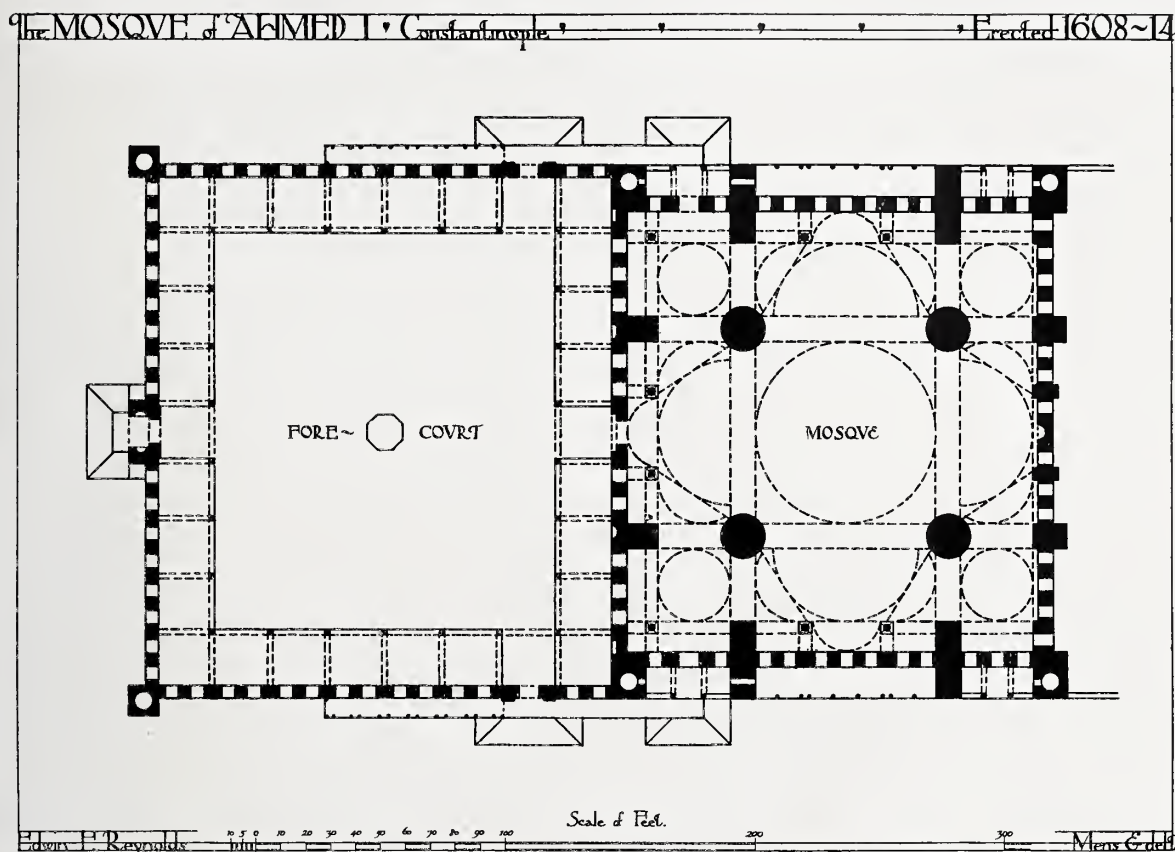 The MOSQVE of AHMED I • Constantinople Erected 1608~14
FORE~ COVRT
MOSQVE
Scale of Feet.
10 5 0 10 20 30 40 50 60 70 80 90 100 200 300
Edwin F. Reynolds Mens & delt